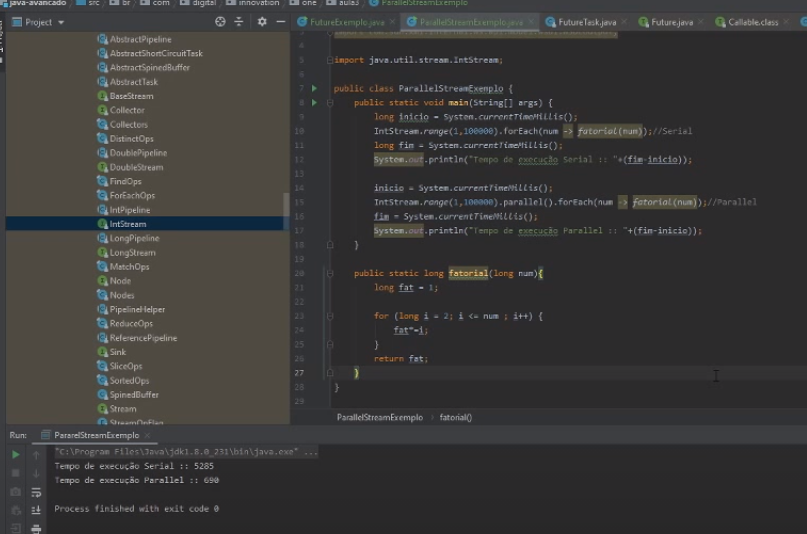 java-avancado src br com digital innovation one aula3 ParallelStreamExemplo
Project
FutureExemplo.java ParallelStreamExemplo.java FutureTask.java Future.java Callable.class
AbstractPipeline
AbstractShortCircuitTask
AbstractSpinedBuffer
AbstractTask
BaseStream
Collector
Collectors
DistinctOps
DoublePipeline
DoubleStream
FindOps
ForEachOps
IntPipeline
IntStream
LongPipeline
LongStream
MatchOps
Node
Nodes
PipelineHelper
ReduceOps
ReferencePipeline
Sink
SliceOps
SortedOps
SpinedBuffer
Stream
StreamOpFlag
5 import java.util.stream.IntStream;
6
7 public class ParallelStreamExemplo {
8 public static void main(String[] args) {
9 long inicio = System.currentTimeMillis();
10 IntStream.range(1,100000).forEach(num -> fatorial(num));//Serial
11 long fim = System.currentTimeMillis();
12 System.out.println("Tempo de execução Serial :: "+(fim-inicio));
13
14 inicio = System.currentTimeMillis();
15 IntStream.range(1,100000).parallel().forEach(num -> fatorial(num));//Parallel
16 fim = System.currentTimeMillis();
17 System.out.println("Tempo de execução Parallel :: "+(fim-inicio));
18 }
19
20 public static long fatorial(long num){
21 long fat = 1;
22
23 for (long i = 2; i <= num ; i++) {
24 fat*=i;
25 }
26 return fat;
27 }
28 }
29
ParallelStreamExemplo fatorial()
Run: PararelStreamExemplo
"C:\Program Files\Java\jdk1.8.0_231\bin\java.exe" ...
Tempo de execução Serial :: 5285
Tempo de execução Parallel :: 690
Process finished with exit code 0